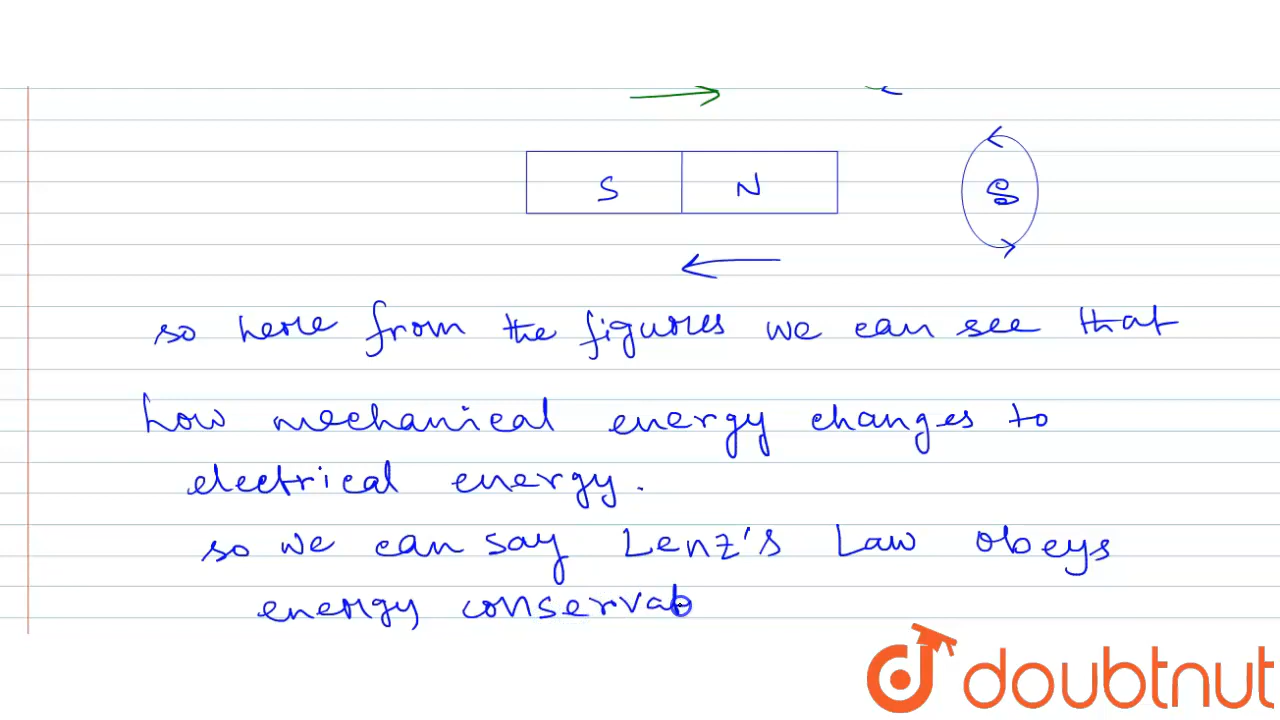 S N S
so here from the figures we can see that
how mechanical energy changes to
electrical energy.
so we can say Lenz's Law obeys
energy conservat
doubtnut